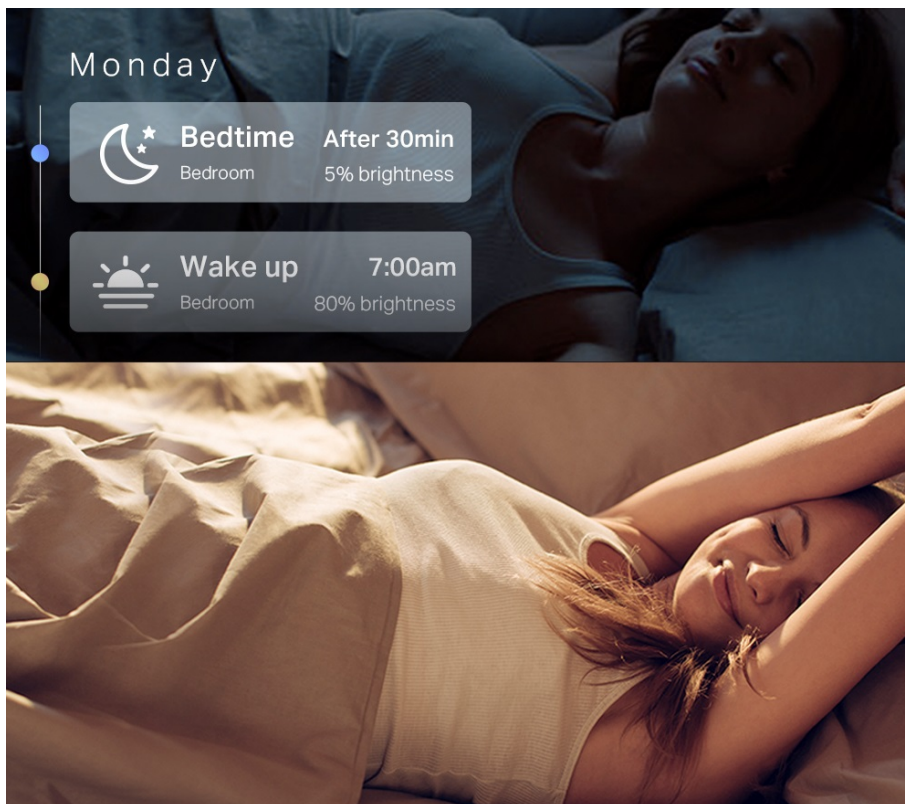 Monday
Bedtime After 30min
Bedroom 5% brightness
Wake up 7:00am
Bedroom 80% brightness